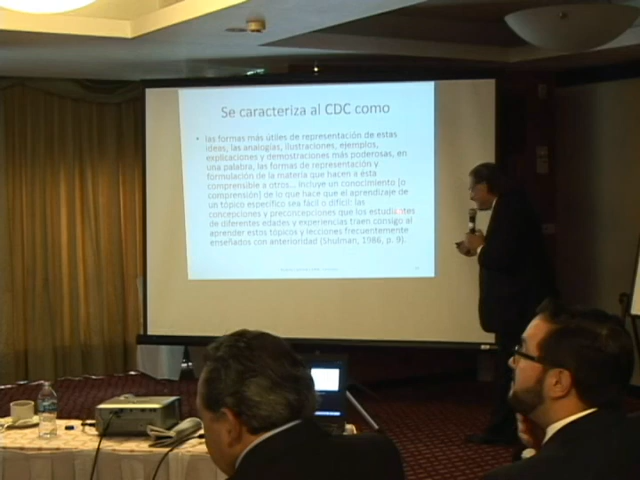 Se caracteriza al CDC como
• las formas más útiles de representación de estas
ideas, las analogías, ilustraciones, ejemplos,
explicaciones y demostraciones más poderosas, en
una palabra, las formas de representación y
formulación de la materia que hacen a ésta
comprensible a otros... Incluye un conocimiento [o
comprensión] de lo que hace que el aprendizaje de
un tópico específico sea fácil o difícil: las
concepciones y preconcepciones que los estudiantes
de diferentes edades y experiencias traen consigo al
aprender estos tópicos y lecciones frecuentemente
enseñados con anterioridad (Shulman, 1986, p. 9).